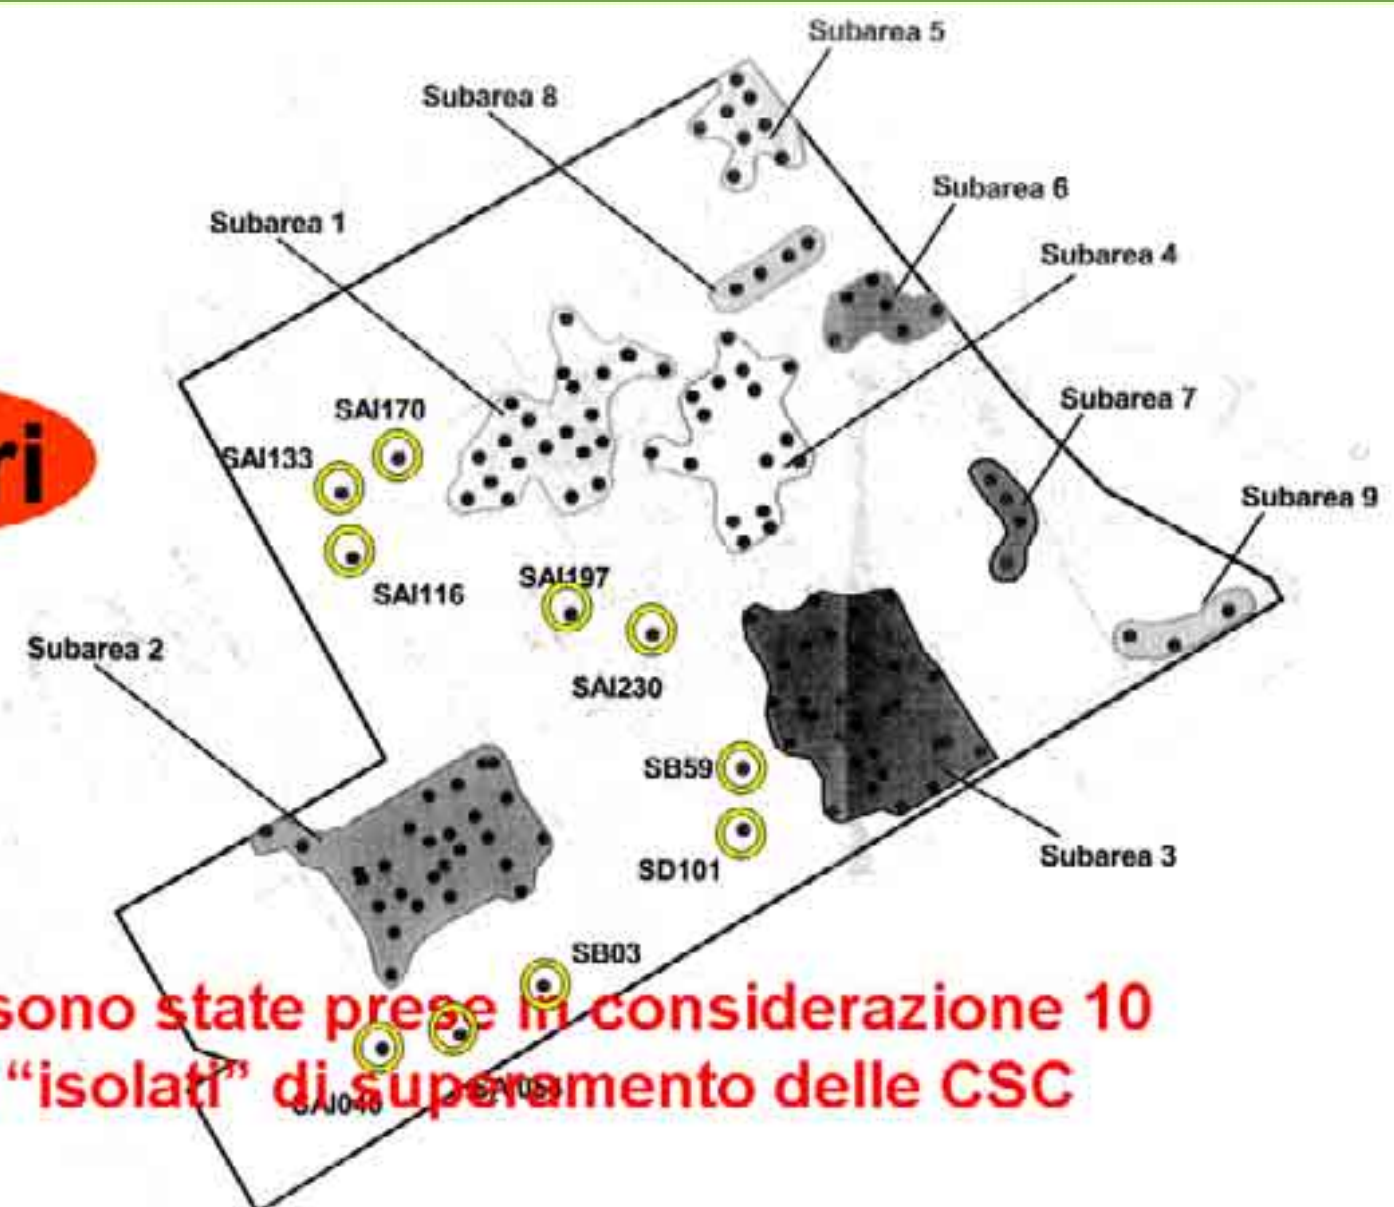 Subarea 5
Subarea 8
Subarea 6
Subarea 1
Subarea 4
ri
SAI170
Subarea 7
SAI133
Subarea 9
SAI116
SAI197
Subarea 2
SAI230
SB59
Subarea 3
SD101
SB03
sono state prese in considerazione 10
“isolati” di superamento delle CSC